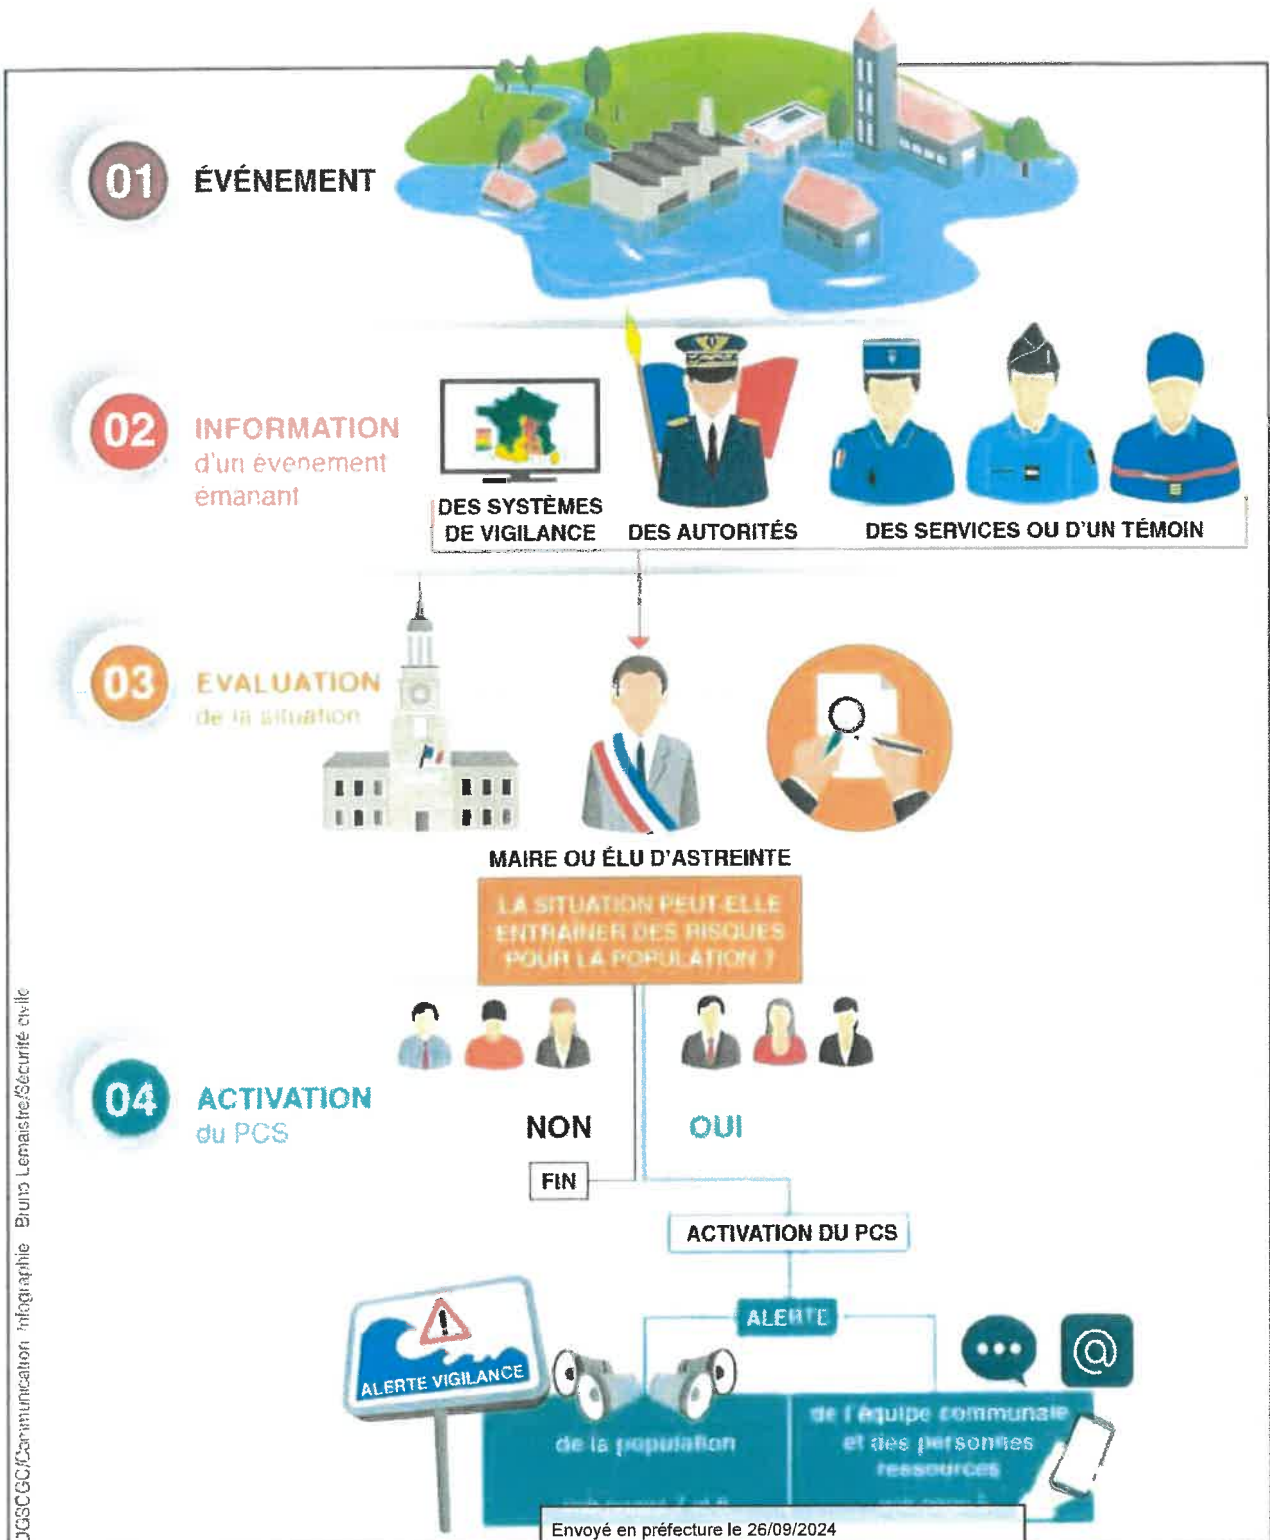 01
ÉVÉNEMENT
02
INFORMATION
d'un évenement
émanant
DES SYSTÈMES
DE VIGILANCE
DES AUTORITÉS
DES SERVICES OU D'UN TÉMOIN
03
EVALUATION
de la situation
MAIRE OU ÉLU D'ASTREINTE
LA SITUATION PEUT-ELLE
ENTRAÎNER DES RISQUES
POUR LA POPULATION ?
04
ACTIVATION
du PCS
NON
OUI
FIN
ACTIVATION DU PCS
ALERTE
ALERTE VIGILANCE
@
de la population
de l'équipe communale
et des personnes
ressources
Envoyé en préfecture le 26/09/2024
DGSCGC/Communication Infographie Bruno Lemaistre/Sécurité civile